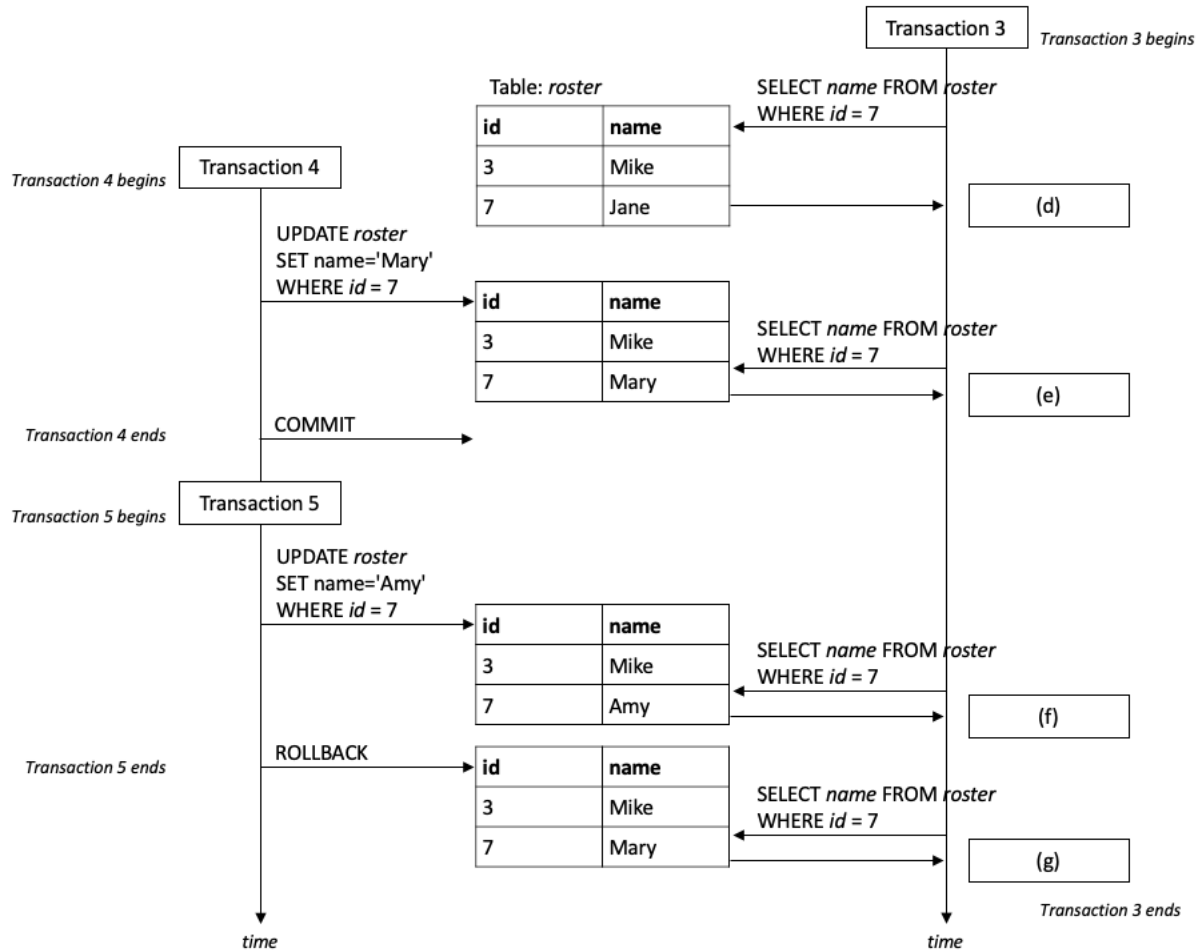 Transaction 3
Transaction 3 begins
Table: roster
SELECT name FROM roster
WHERE id = 7
id name
3 Mike
7 Jane
Transaction 4
Transaction 4 begins
(d)
UPDATE roster
SET name='Mary'
WHERE id = 7
id name
3 Mike
7 Mary
SELECT name FROM roster
WHERE id = 7
(e)
Transaction 4 ends
COMMIT
Transaction 5
Transaction 5 begins
UPDATE roster
SET name='Amy'
WHERE id = 7
id name
3 Mike
7 Amy
SELECT name FROM roster
WHERE id = 7
(f)
Transaction 5 ends
ROLLBACK
id name
3 Mike
7 Mary
SELECT name FROM roster
WHERE id = 7
(g)
Transaction 3 ends
time
time